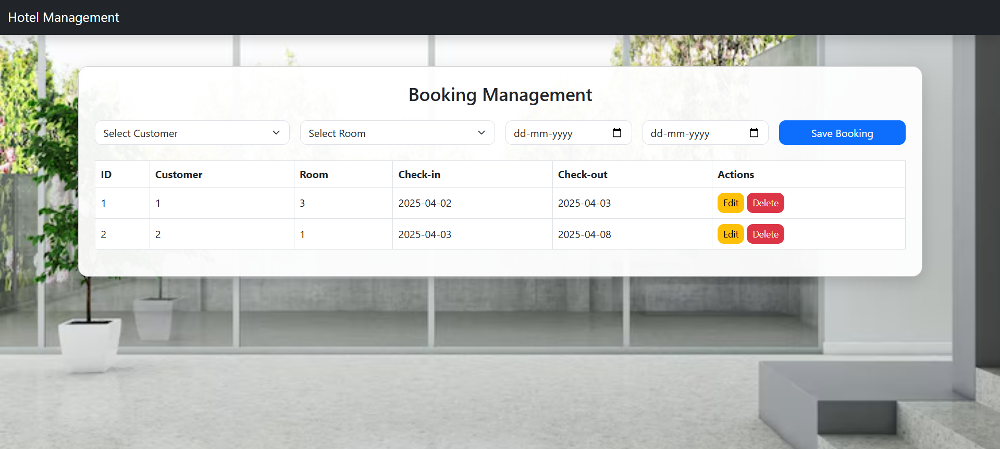 Hotel Management
Booking Management
Select Customer Select Room dd-mm-yyyy dd-mm-yyyy Save Booking
ID Customer Room Check-in Check-out Actions
1 1 3 2025-04-02 2025-04-03 Edit Delete
2 2 1 2025-04-03 2025-04-08 Edit Delete